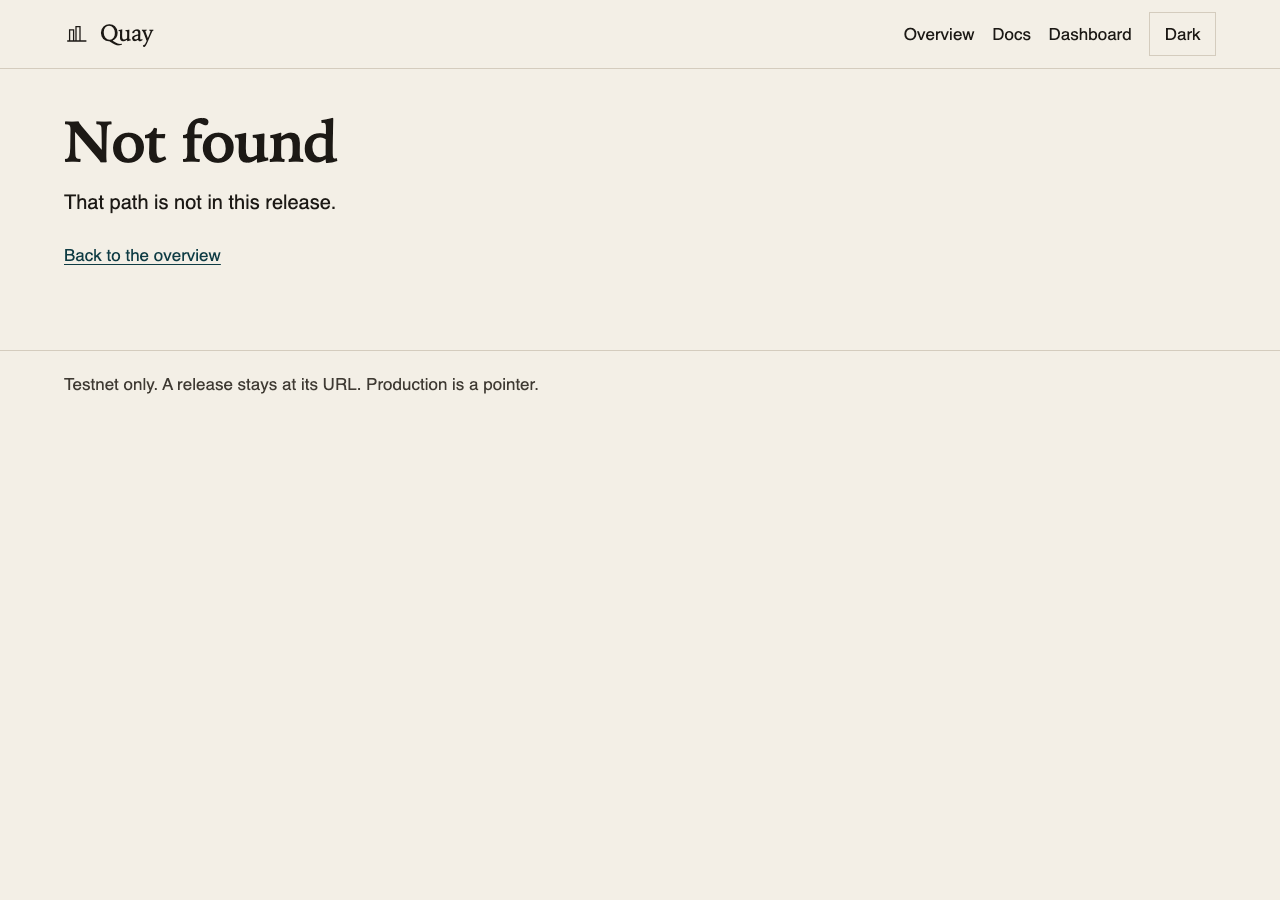 Quay
Overview Docs Dashboard Dark
Not found
That path is not in this release.
Back to the overview
Testnet only. A release stays at its URL. Production is a pointer.